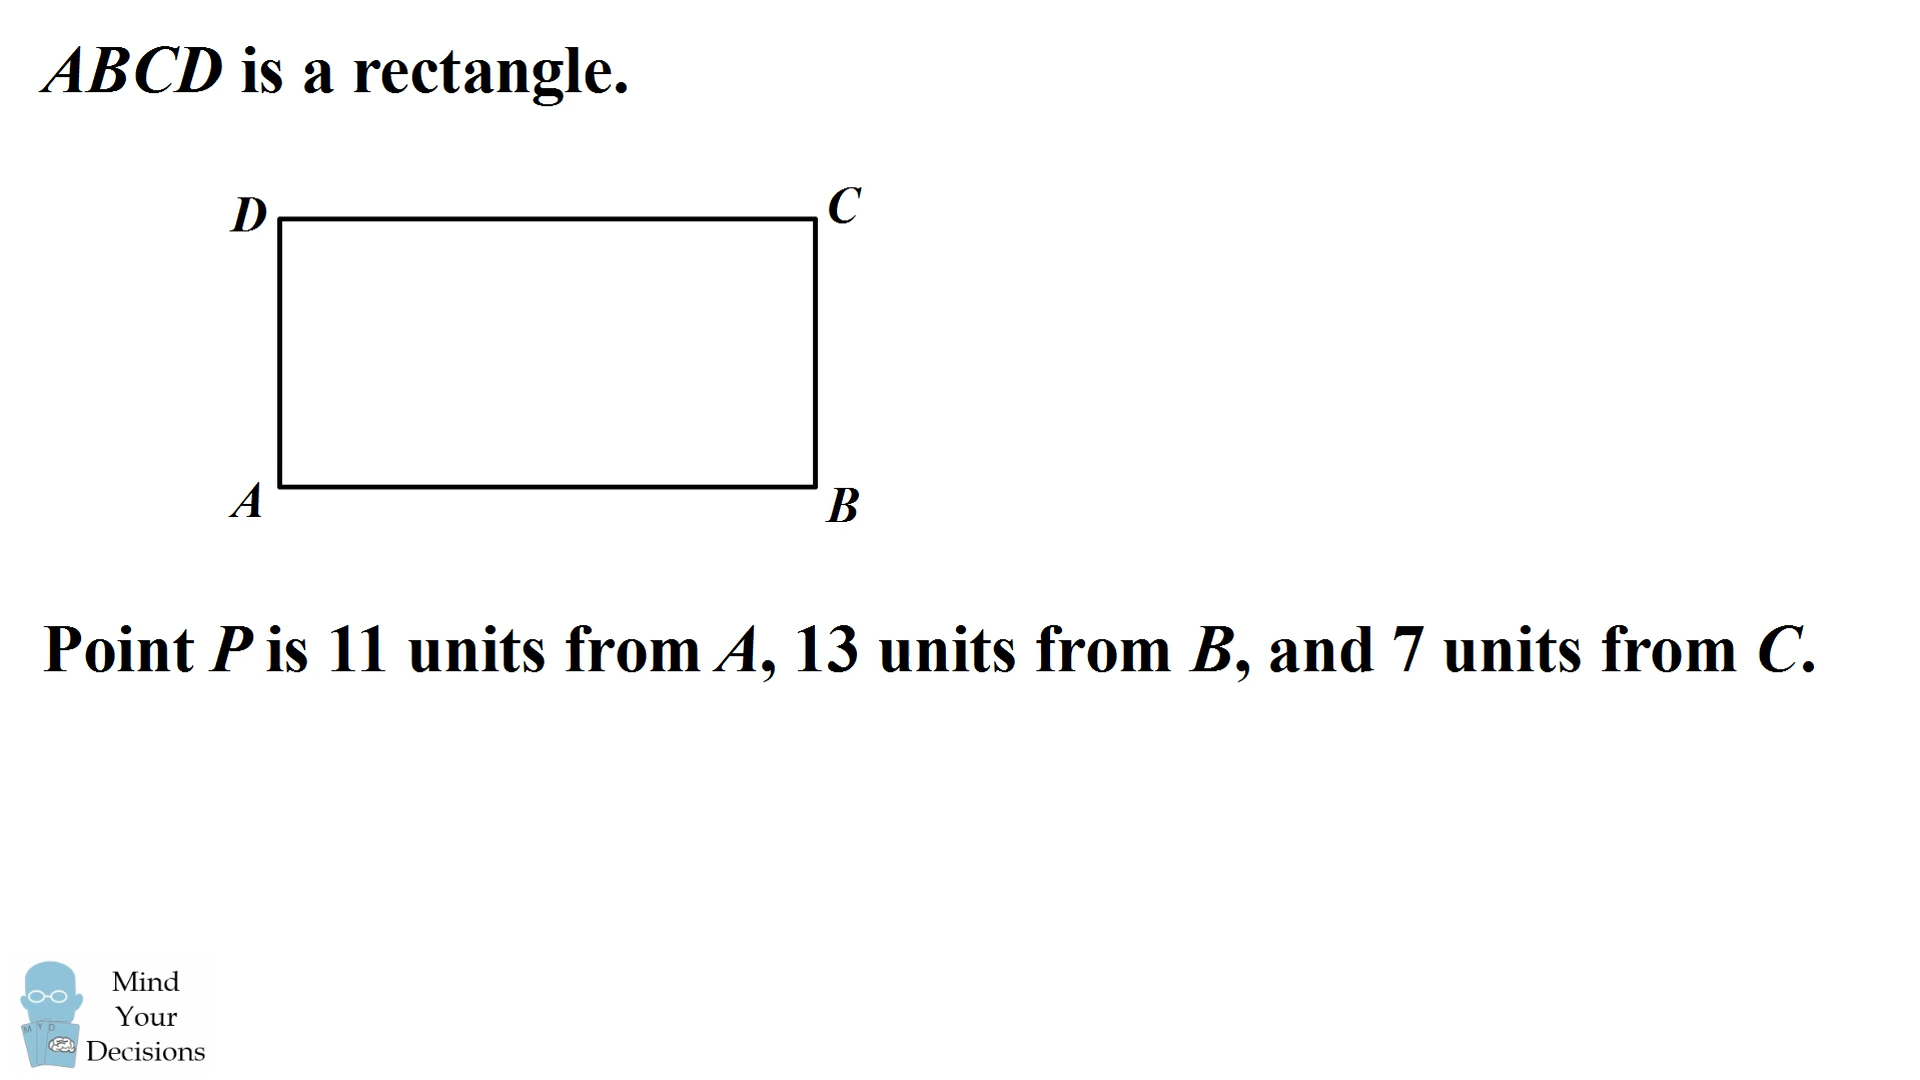 ABCD is a rectangle.
D
C
A
B
Point P is 11 units from A, 13 units from B, and 7 units from C.
M Y D
Mind
Your
Decisions